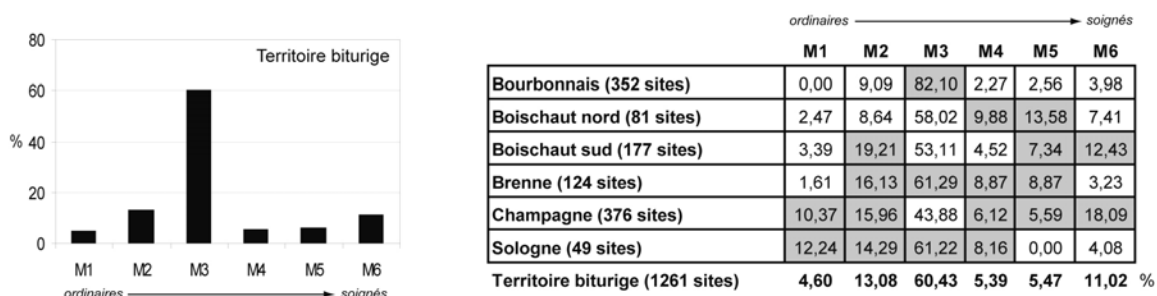 80
60
% 40
20
0
Territoire biturige
M1 M2 M3 M4 M5 M6
ordinaires soignés
ordinaires soignés
M1 M2 M3 M4 M5 M6
Bourbonnais (352 sites) 0,00 9,09 82,10 2,27 2,56 3,98
Boischaut nord (81 sites) 2,47 8,64 58,02 9,88 13,58 7,41
Boischaut sud (177 sites) 3,39 19,21 53,11 4,52 7,34 12,43
Brenne (124 sites) 1,61 16,13 61,29 8,87 8,87 3,23
Champagne (376 sites) 10,37 15,96 43,88 6,12 5,59 18,09
Sologne (49 sites) 12,24 14,29 61,22 8,16 0,00 4,08
Territoire biturige (1261 sites) 4,60 13,08 60,43 5,39 5,47 11,02 %